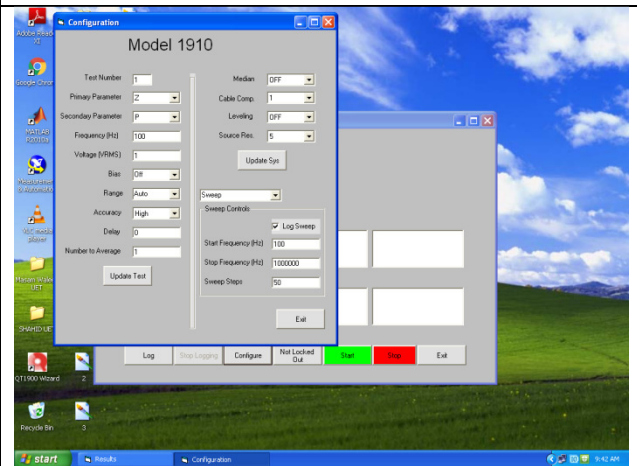 Configuration
Model 1910
Test Number 1
Primary Parameter Z
Secondary Parameter P
Frequency (Hz) 100
Voltage (VRMS) 1
Bias Off
Range Auto
Accuracy High
Delay 0
Number to Average 1
Update Test
Median OFF
Cable Comp. 1
Leveling OFF
Source Res. 5
Update Sys
Sweep
Sweep Controls
Log Sweep
Start Frequency (Hz) 100
Stop Frequency (Hz) 1000000
Sweep Steps 50
Exit
Log
Stop Logging
Configure
Not Locked
Out
Start
Stop
Exit
Adobe Reader
XI
Google Chrome
MATLAB
VLC media
player
UET
QT1900 Wizard
2
Recycle Bin
3
start
Results
Configuration
9:42 AM